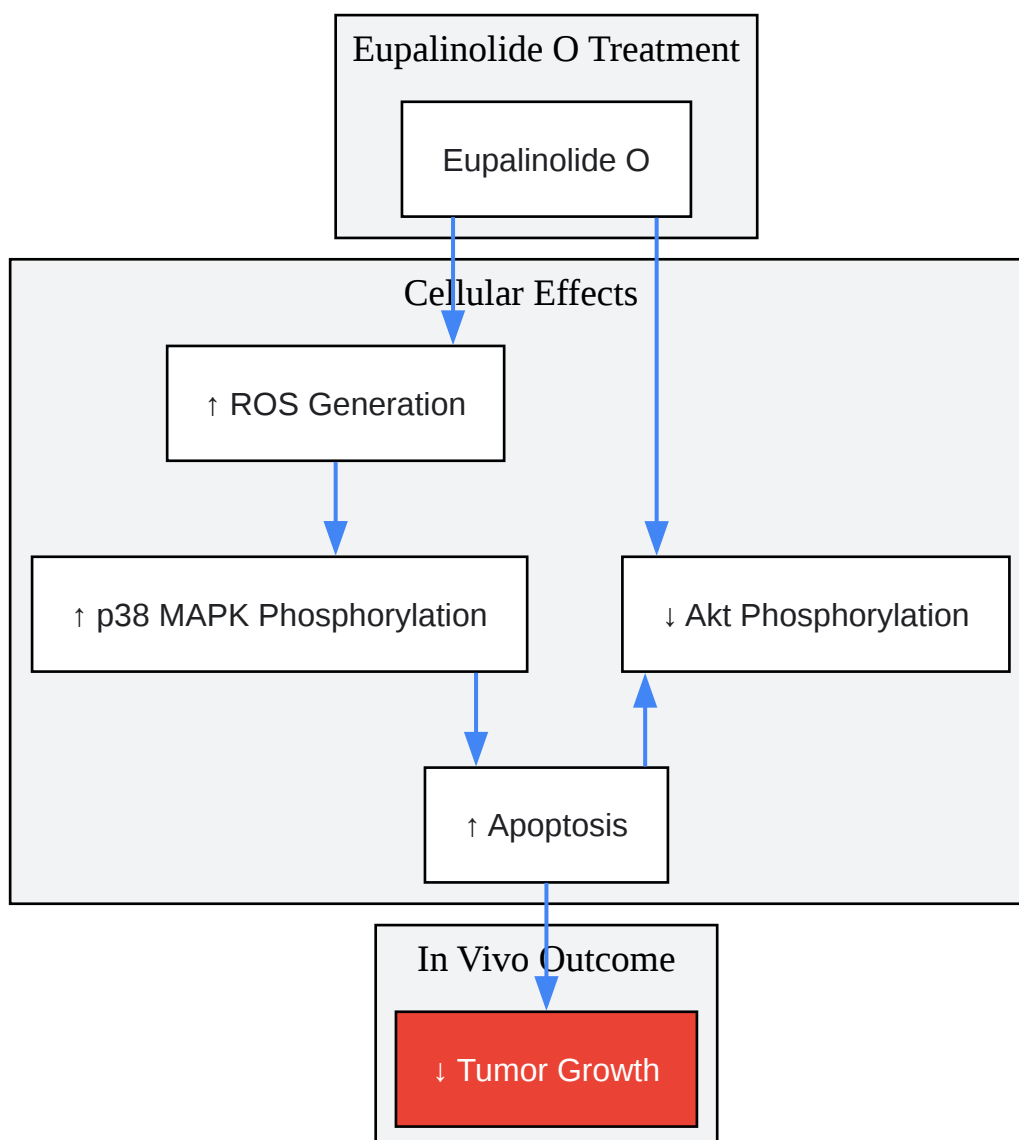 Eupalinolide O Treatment
Eupalinolide O
Cellular Effects
↑ ROS Generation
↑ p38 MAPK Phosphorylation
↓ Akt Phosphorylation
↑ Apoptosis
In Vivo Outcome
↓ Tumor Growth